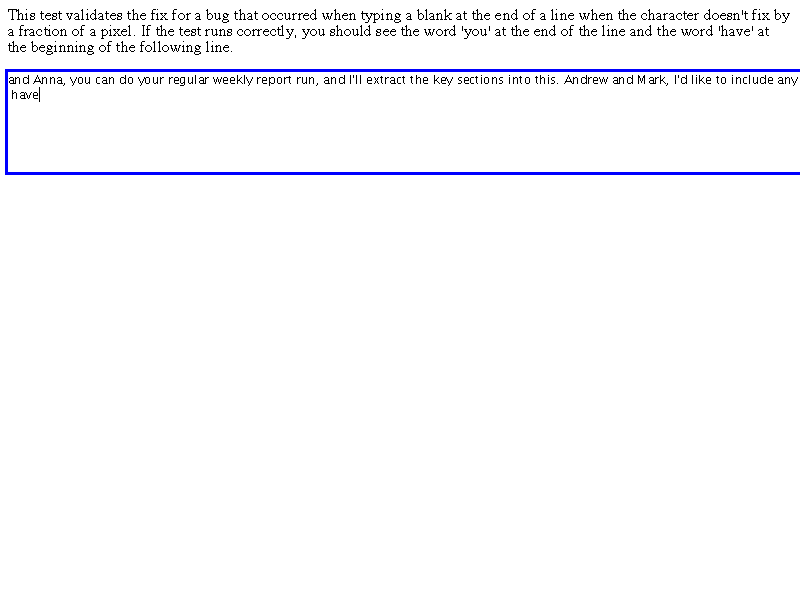 This test validates the fix for a bug that occurred when typing a blank at the end of a line when the character doesn't fix by
a fraction of a pixel. If the test runs correctly, you should see the word 'you' at the end of the line and the word 'have' at
the beginning of the following line.
and Anna, you can do your regular weekly report run, and I'll extract the key sections into this. Andrew and Mark, I'd like to include any
have